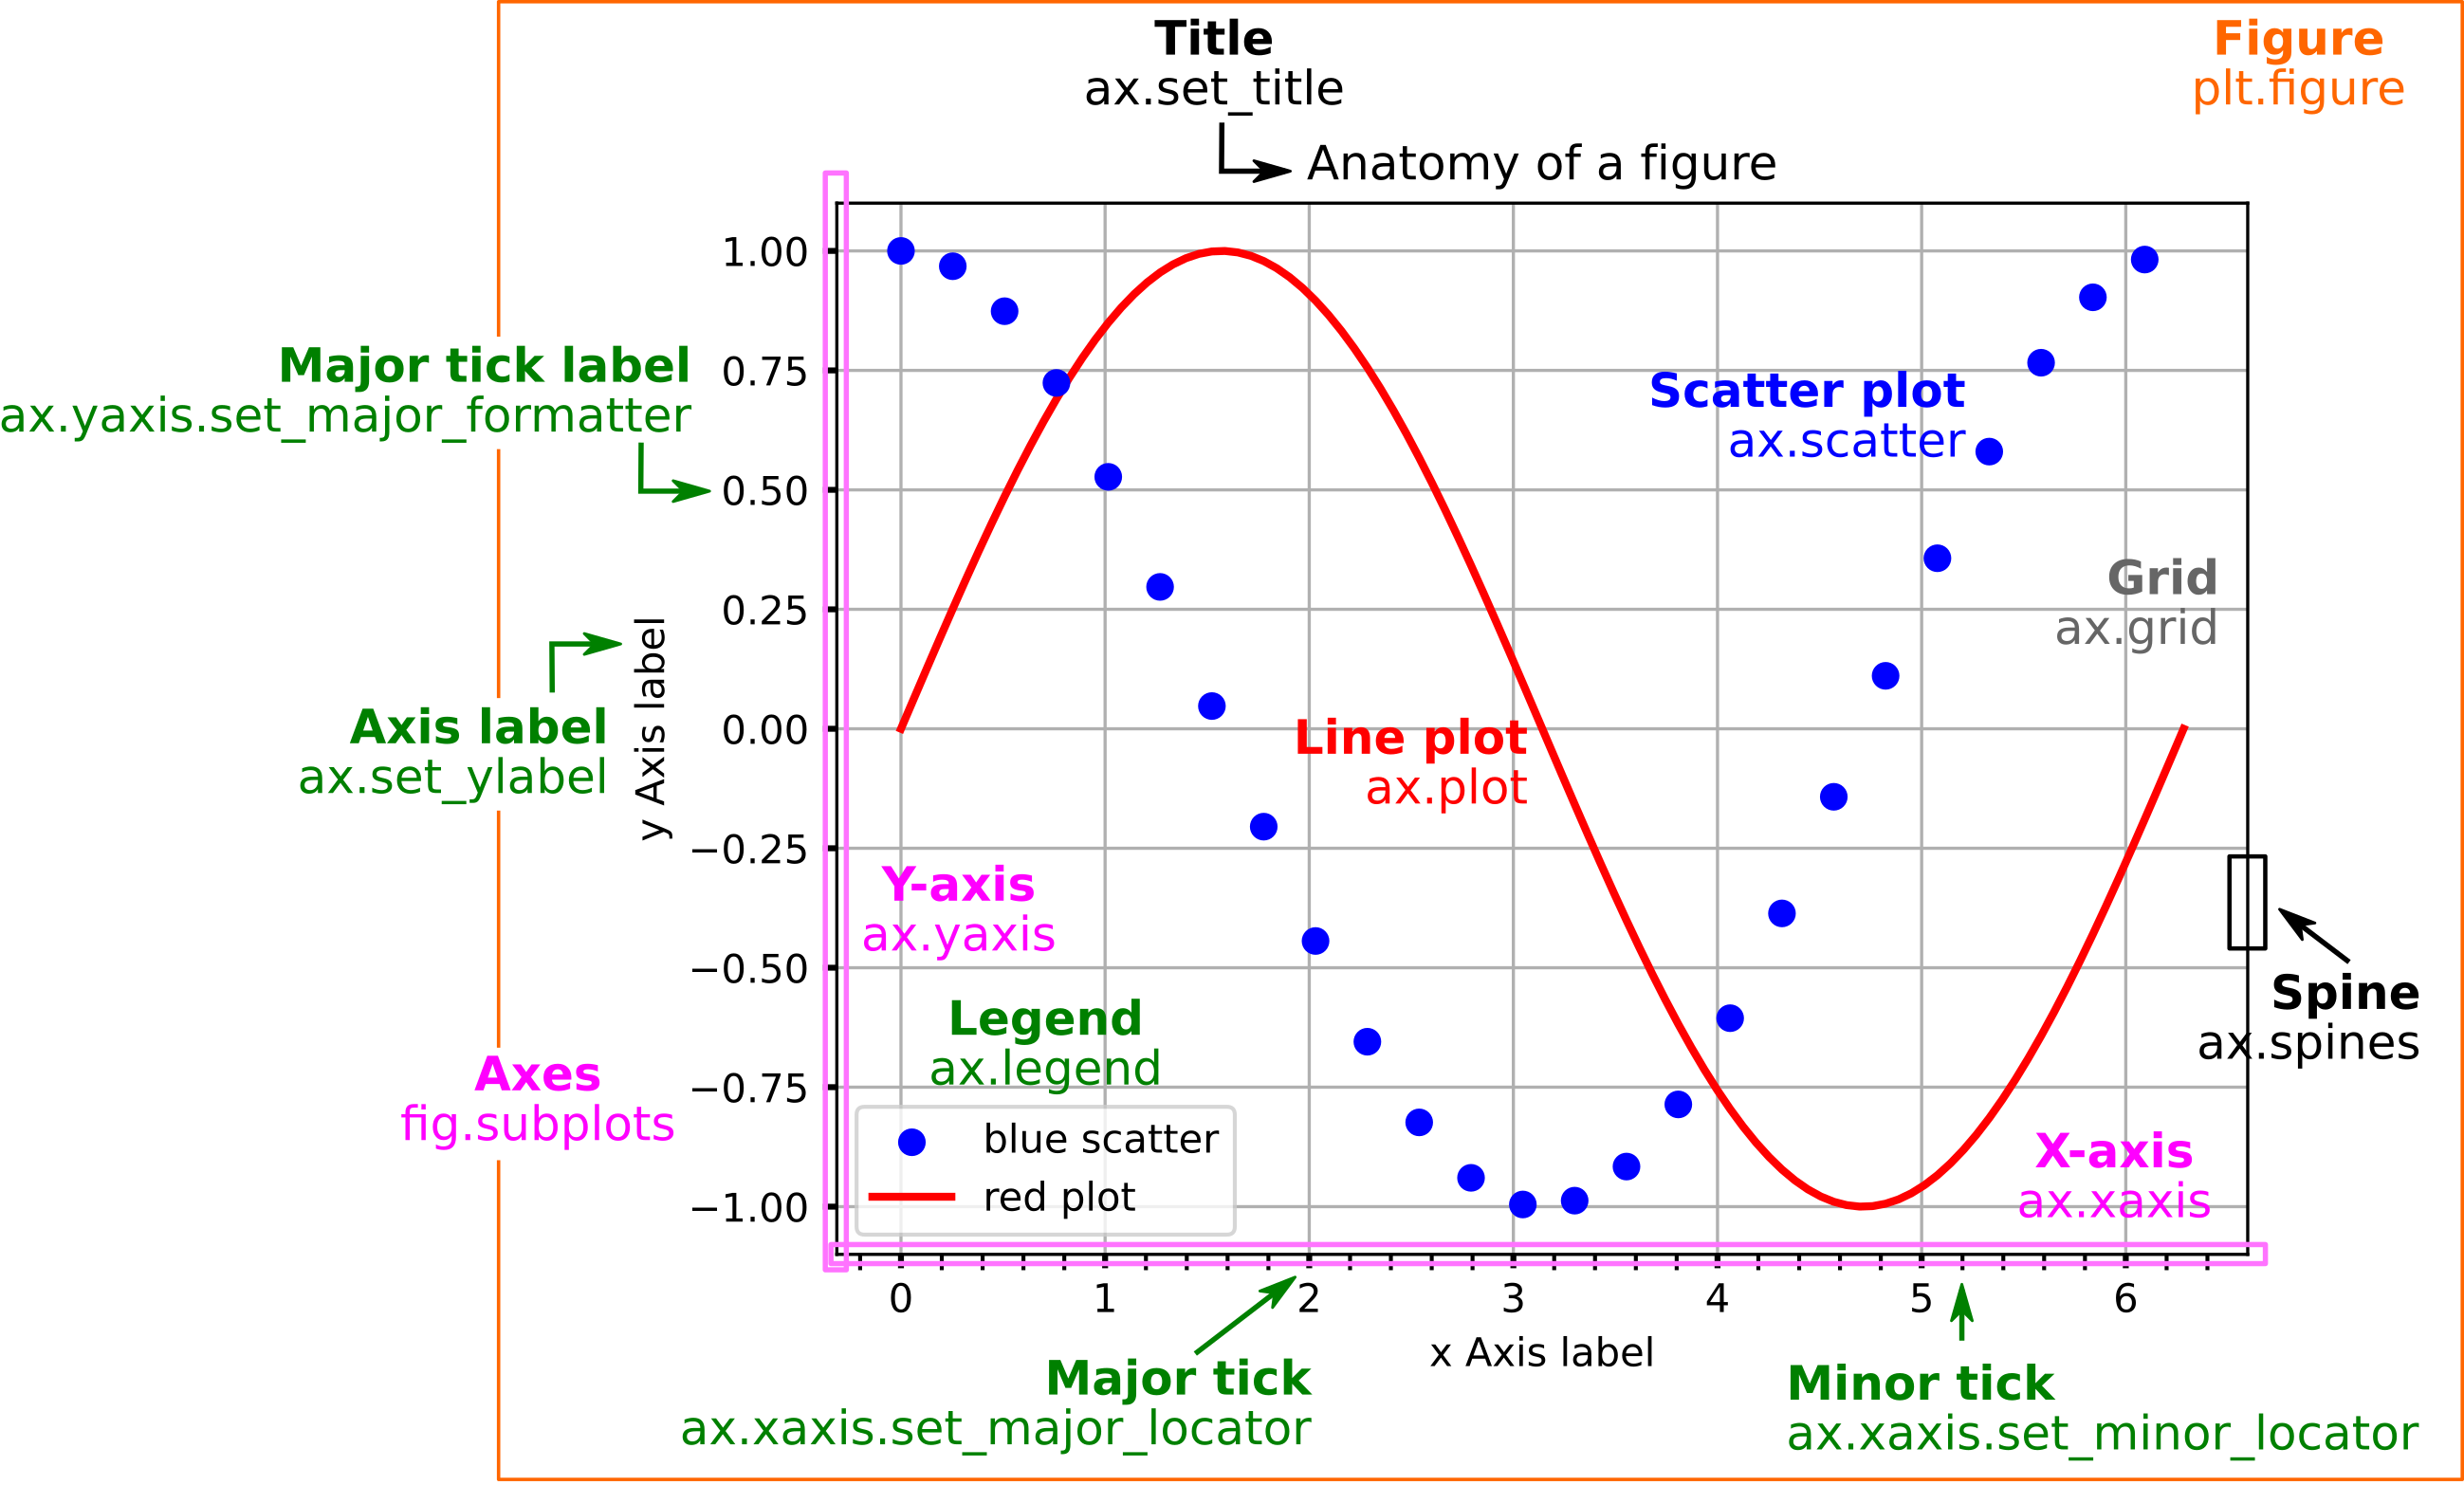 Title
ax.set_title
Figure
plt.figure
Anatomy of a figure
1.00
Major tick label
ax.yaxis.set_major_formatter
0.75
Scatter plot
ax.scatter
0.50
Grid
ax.grid
0.25
y Axis label
Axis label
ax.set_ylabel
0.00
Line plot
ax.plot
−0.25
Y-axis
ax.yaxis
−0.50
Spine
ax.spines
Legend
ax.legend
Axes
fig.subplots
−0.75
blue scatter
red plot
X-axis
ax.xaxis
−1.00
0 1 2 3 4 5 6
x Axis label
Major tick
ax.xaxis.set_major_locator
Minor tick
ax.xaxis.set_minor_locator